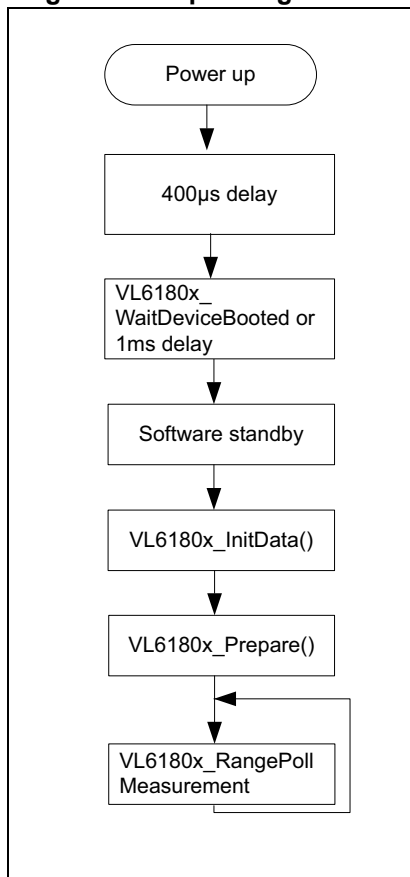 Power up
400µs delay
VL6180x_
WaitDeviceBooted or
1ms delay
Software standby
VL6180x_InitData()
VL6180x_Prepare()
VL6180x_RangePoll
Measurement